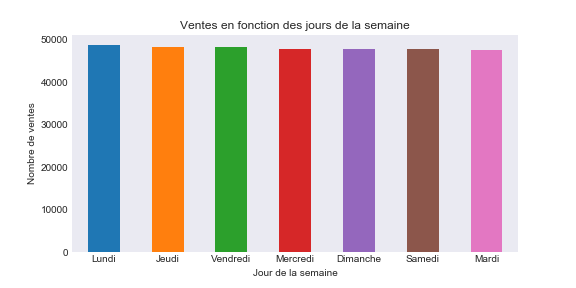 Ventes en fonction des jours de la semaine
50000
40000
30000
20000
10000
0
Nombre de ventes
Lundi Jeudi Vendredi Mercredi Dimanche Samedi Mardi
Jour de la semaine